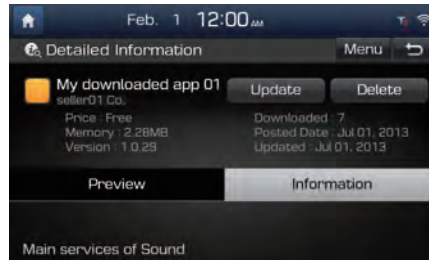 Feb. 1 12:00 AM
Detailed Information Menu
My downloaded app 01 Update Delete
seller01 Co.
Price : Free Downloaded : 7
Memory : 2.28MB Posted Date : Jul 01, 2013
Version : 1.0.29 Updated : Jul 01, 2013
Preview Information
Main services of Sound